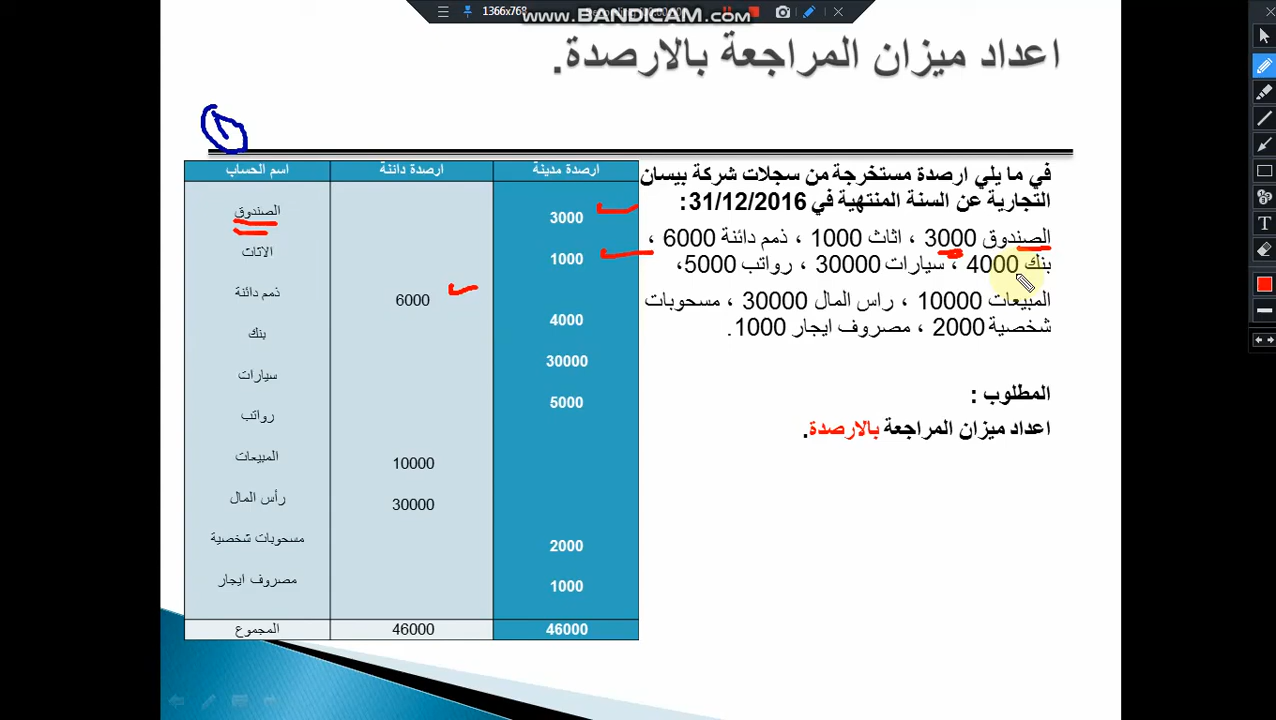 1366x768
www.BANDICAM.com
اعداد ميزان المراجعة بالارصدة.
في ما يلي ارصدة مستخرجة من سجلات شركة بيسان
التجارية عن السنة المنتهية في 31/12/2016 :
الصندوق 3000 ، اثاث 1000 ، ذمم دائنة 6000 ،
بنك 4000 ، سيارات 30000 ، رواتب 5000،
المبيعات 10000 ، راس المال 30000 ، مسحوبات
شخصية 2000 ، مصروف ايجار 1000.
المطلوب :
اعداد ميزان المراجعة بالارصدة.
ارصدة مدينة ارصدة دائنة اسم الحساب
3000 الصندوق
1000 الاثاث
6000 ذمم دائنة
4000 بنك
30000 سيارات
5000 رواتب
10000 المبيعات
30000 رأس المال
2000 مسحوبات شخصية
1000 مصروف ايجار
46000 46000 المجموع